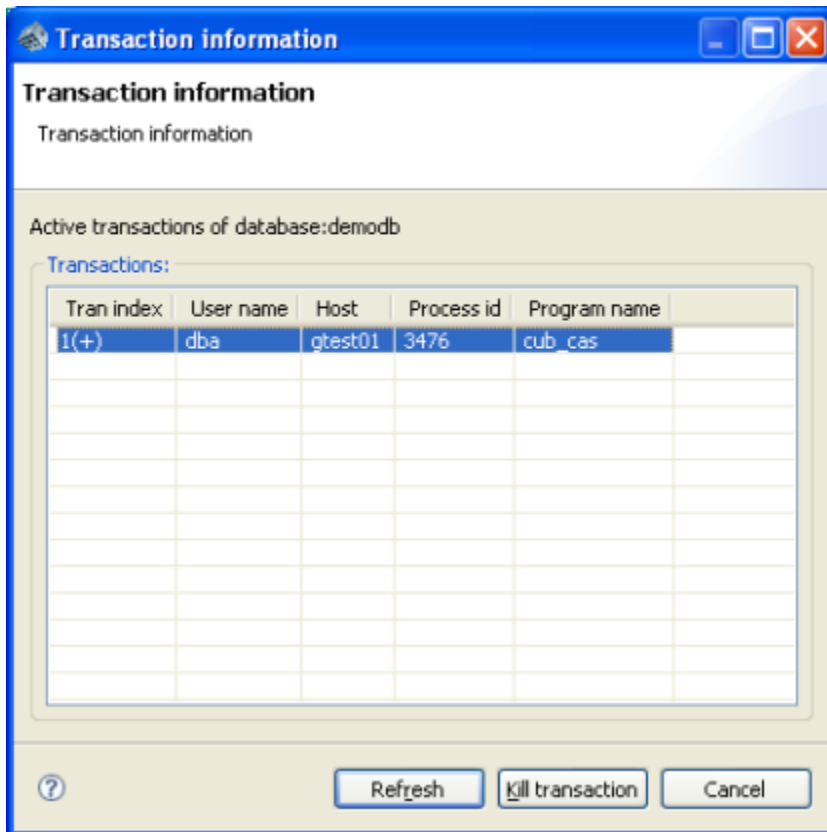 Transaction information
Transaction information
Transaction information
Active transactions of database:demodb
Transactions:
Tran index User name Host Process id Program name
1(+) dba gtest01 3476 cub_cas
? Refresh Kill transaction Cancel